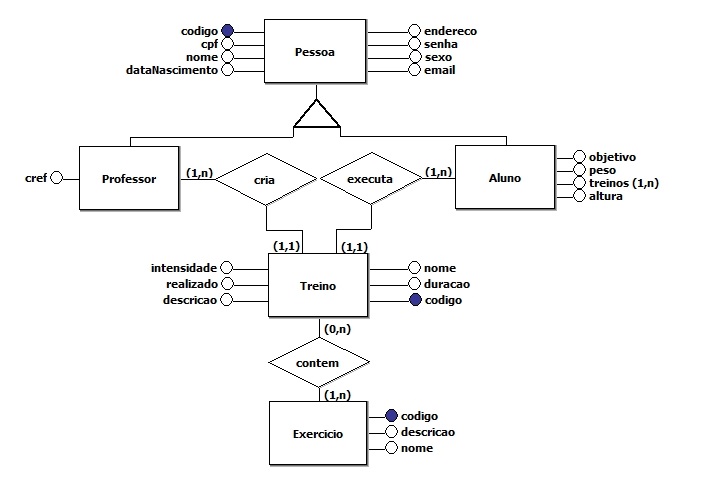 codigo
cpf
nome
dataNascimento
Pessoa
endereco
senha
sexo
email
cref
Professor
(1,n)
cria
executa
(1,n)
Aluno
objetivo
peso
treinos (1,n)
altura
(1,1)
(1,1)
intensidade
realizado
descricao
Treino
nome
duracao
codigo
(0,n)
contem
(1,n)
Exercicio
codigo
descricao
nome